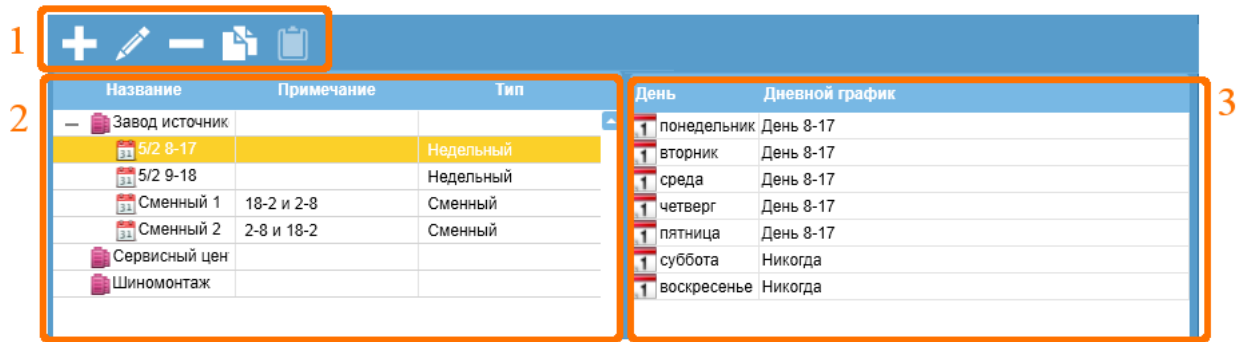 1
2
3
Название Примечание Тип
Завод источник
5/2 8-17 Недельный
5/2 9-18 Недельный
Сменный 1 18-2 и 2-8 Сменный
Сменный 2 2-8 и 18-2 Сменный
Сервисный цен
Шиномонтаж
День Дневной график
понедельник День 8-17
вторник День 8-17
среда День 8-17
четверг День 8-17
пятница День 8-17
суббота Никогда
воскресенье Никогда